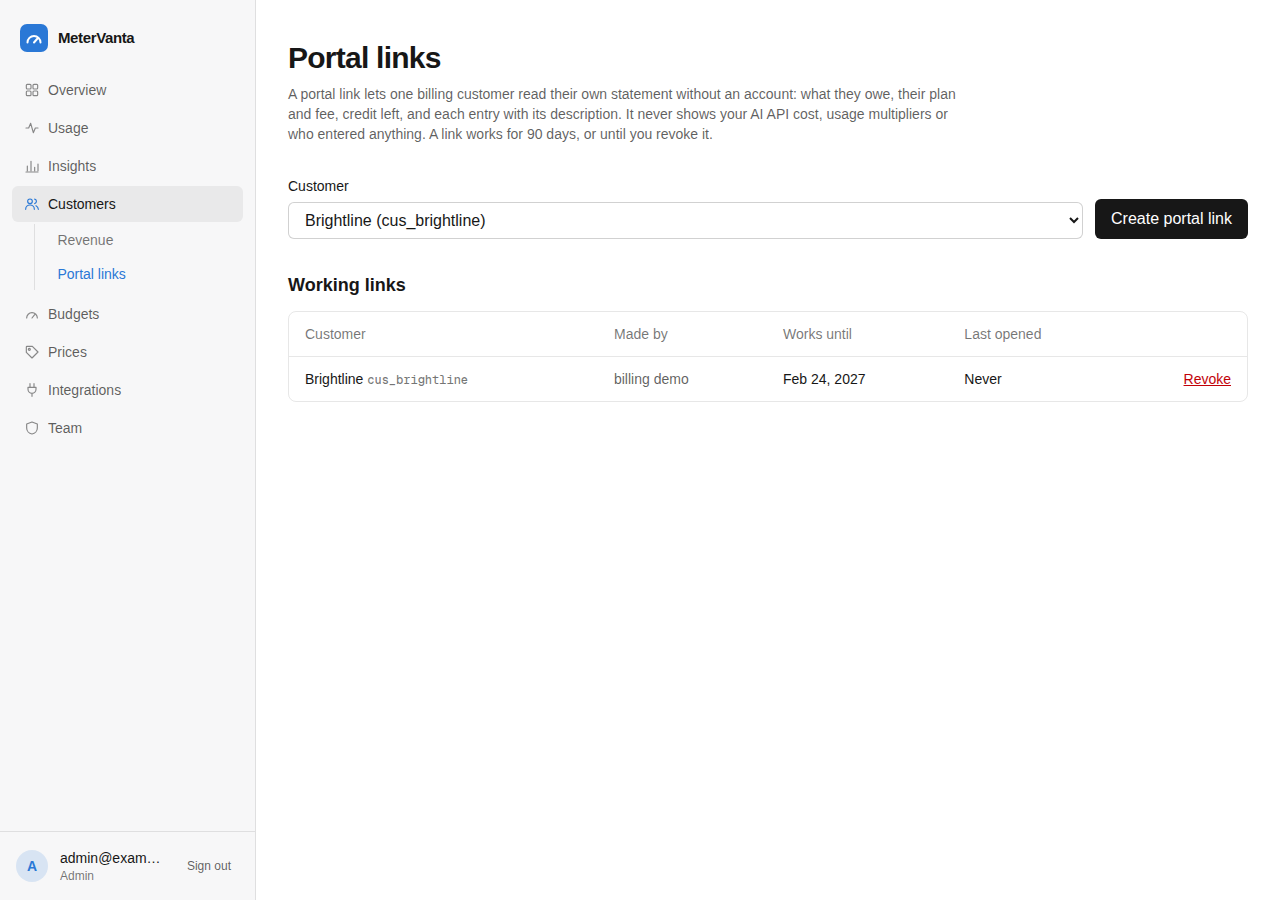 MeterVanta
Overview
Usage
Insights
Customers
Revenue
Portal links
Budgets
Prices
Integrations
Team
A
admin@exam…
Admin
Sign out
Portal links
A portal link lets one billing customer read their own statement without an account: what they owe, their plan
and fee, credit left, and each entry with its description. It never shows your AI API cost, usage multipliers or
who entered anything. A link works for 90 days, or until you revoke it.
Customer
Brightline (cus_brightline)
Create portal link
Working links
Customer Made by Works until Last opened
Brightline cus_brightline billing demo Feb 24, 2027 Never Revoke